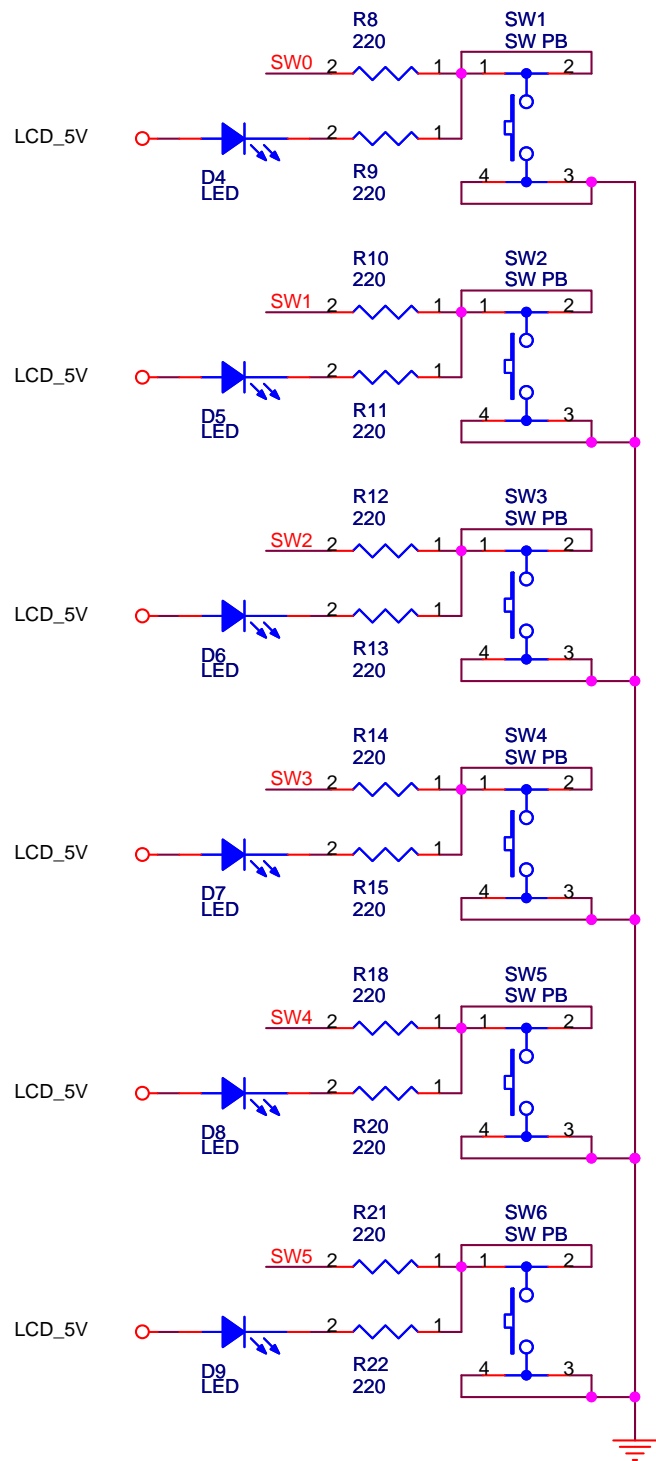 R8
220
SW1
SW PB
SW0 2 1 1 2
LCD_5V 2 1
D4
LED
R9
220
4 3
R10
220
SW2
SW PB
SW1 2 1 1 2
LCD_5V 2 1
D5
LED
R11
220
4 3
R12
220
SW3
SW PB
SW2 2 1 1 2
LCD_5V 2 1
D6
LED
R13
220
4 3
R14
220
SW4
SW PB
SW3 2 1 1 2
LCD_5V 2 1
D7
LED
R15
220
4 3
R18
220
SW5
SW PB
SW4 2 1 1 2
LCD_5V 2 1
D8
LED
R20
220
4 3
R21
220
SW6
SW PB
SW5 2 1 1 2
LCD_5V 2 1
D9
LED
R22
220
4 3